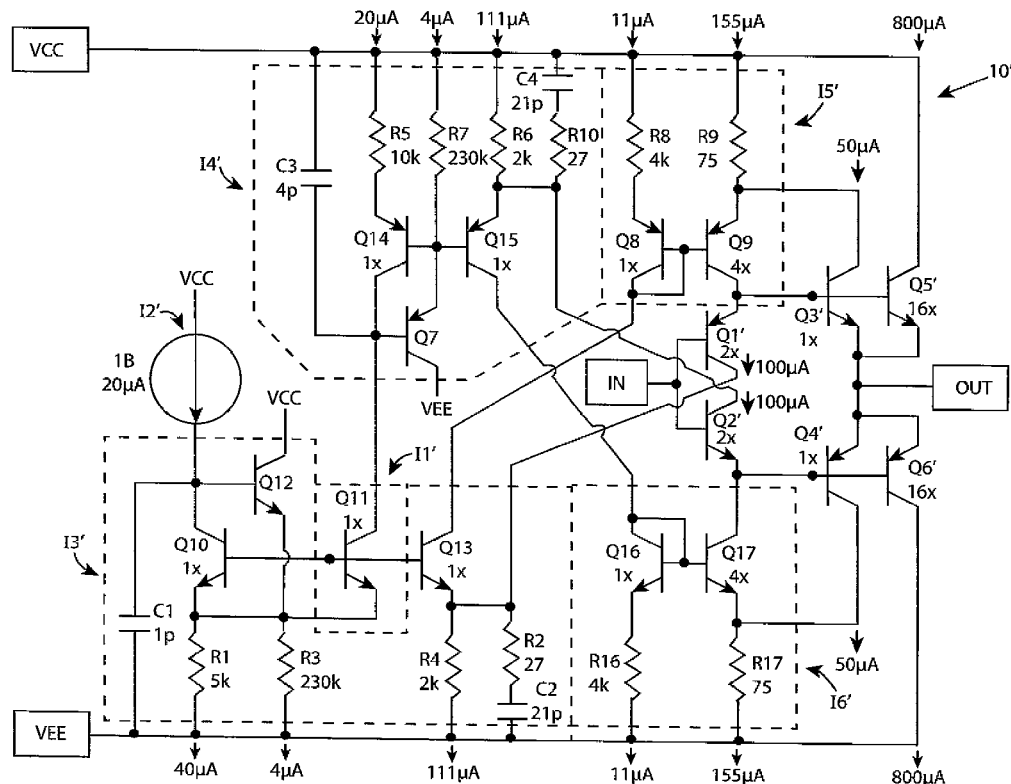 20µA 4µA 111µA 11µA 155µA 800µA
VCC
10'
C4
21p
I5'
R5
10k
R7
230k
R6
2k
R10
27
R8
4k
R9
75
50µA
I4'
C3
4p
Q14
1x
Q15
1x
Q8
1x
Q9
4x
Q5'
16x
Q3'
1x
VCC
I2'
Q7
Q1'
2x
100µA
1B
20µA
IN
OUT
VEE
100µA
VCC
Q2'
2x
Q4'
1x
Q6'
16x
I1'
Q12
Q11
1x
I3'
Q10
1x
Q13
1x
Q16
1x
Q17
4x
C1
1p
R1
5k
R3
230k
R4
2k
R2
27
R16
4k
R17
75
50µA
C2
21p
I6'
VEE
40µA 4µA 111µA 11µA 155µA 800µA